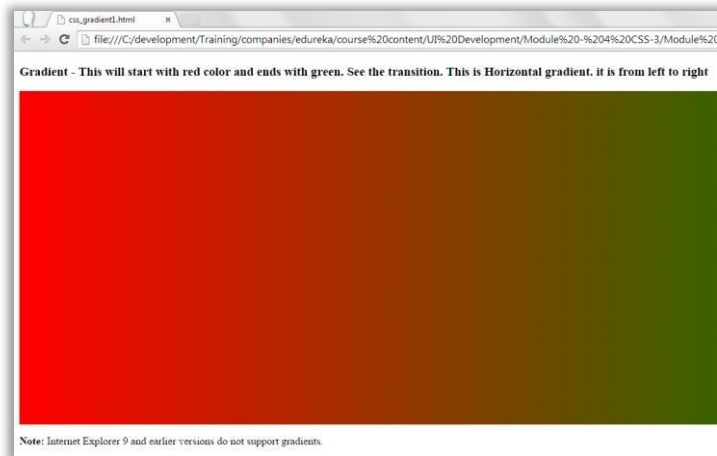 css_gradient1.html
file:///C:/development/Training/companies/edureka/course%20content/UI%20Development/Module%20-%204%20CSS-3/Module%20
Gradient - This will start with red color and ends with green. See the transition. This is Horizontal gradient. it is from left to right
Note: Internet Explorer 9 and earlier versions do not support gradients.